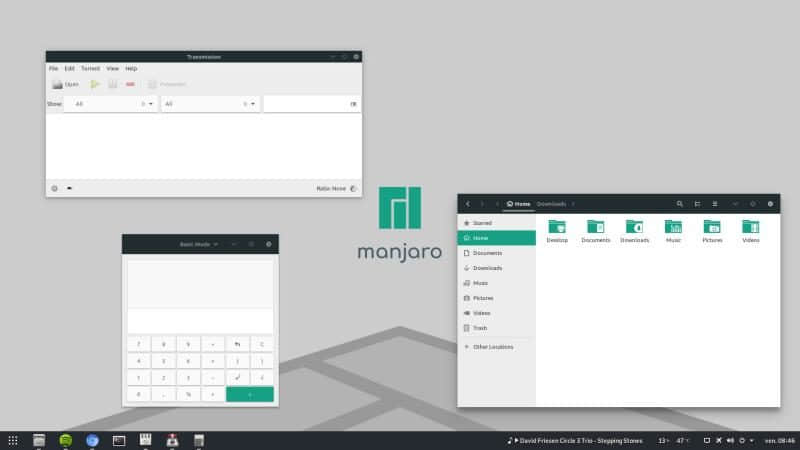 Transmission
File Edit Torrent View Help
Open Properties
Show: All 0 All 0
Ratio: None
manjaro
Basic Mode
7 8 9 ÷ C
4 5 6 × ( )
1 2 3 −
0 , % + =
Home Downloads
Starred
Home
Documents
Downloads
Music
Pictures
Videos
Trash
+ Other Locations
Desktop Documents Downloads Music Pictures Videos
David Friesen Circle 3 Trio - Stepping Stones
13° 47°
ven. 08:46